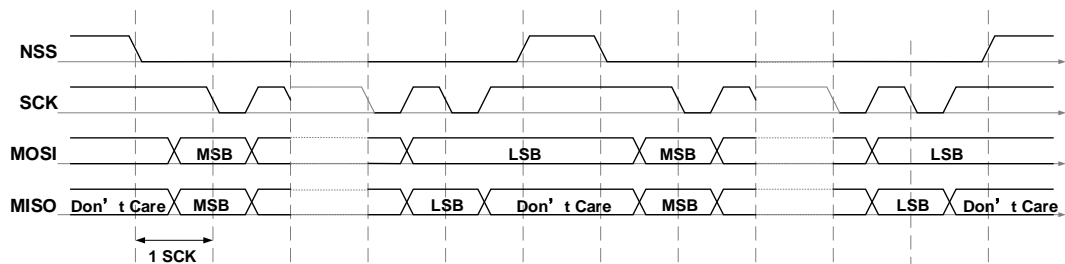 NSS
SCK
MOSI MSB LSB MSB LSB
MISO Don't Care MSB LSB Don't Care MSB LSB Don't Care
1 SCK